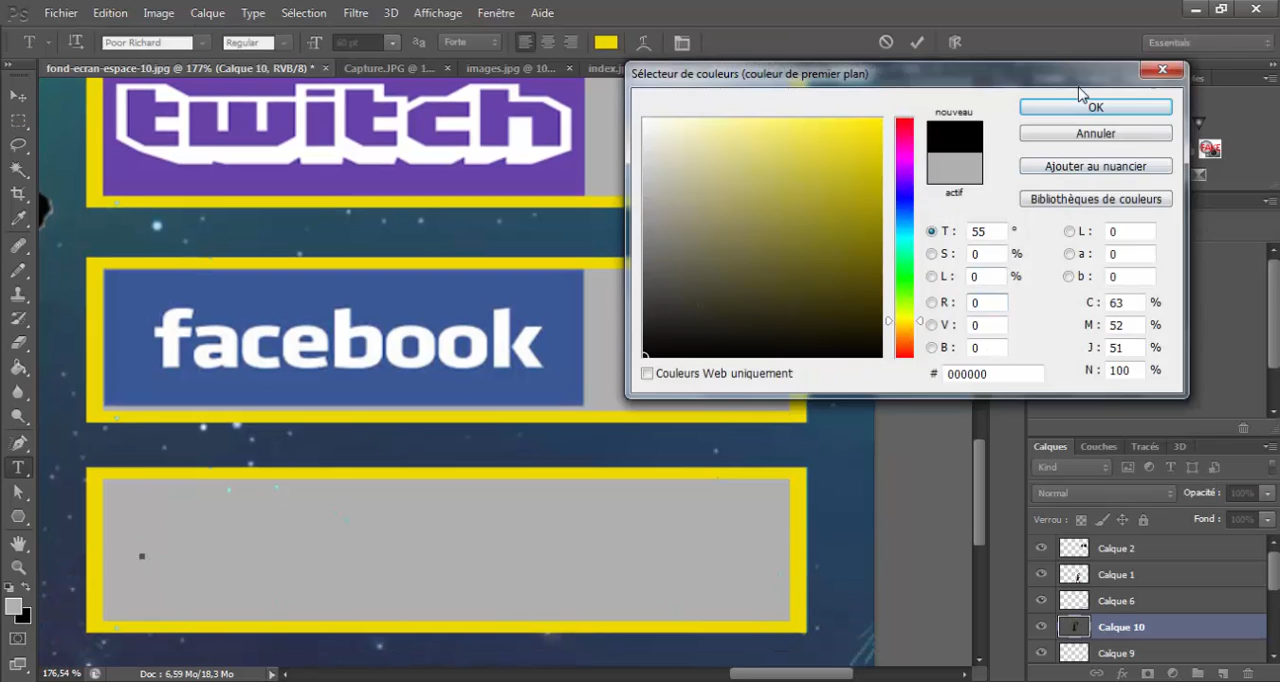 Ps Fichier Edition Image Calque Type Sélection Filtre 3D Affichage Fenêtre Aide
T Poor Richard Regular 60 pt aa Forte Essentials
fond-ecran-espace-10.jpg @ 177% (Calque 10, RVB/8) * × Capture.JPG @ 1... × images.jpg @ 10... × index.j
Sélecteur de couleurs (couleur de premier plan)
twitch
facebook
nouveau
actif
OK
Annuler
Ajouter au nuancier
Bibliothèques de couleurs
T : 55 ° L : 0
S : 0 % a : 0
L : 0 % b : 0
R : 0 C : 63 %
V : 0 M : 52 %
B : 0 J : 51 %
# 000000 N : 100 %
Couleurs Web uniquement
Calques Couches Tracés 3D
Kind
Normal Opacité : 100%
Verrou : Fond : 100%
Calque 2
Calque 1
Calque 6
Calque 10
Calque 9
176,54 % Doc : 6,59 Mo/18,3 Mo